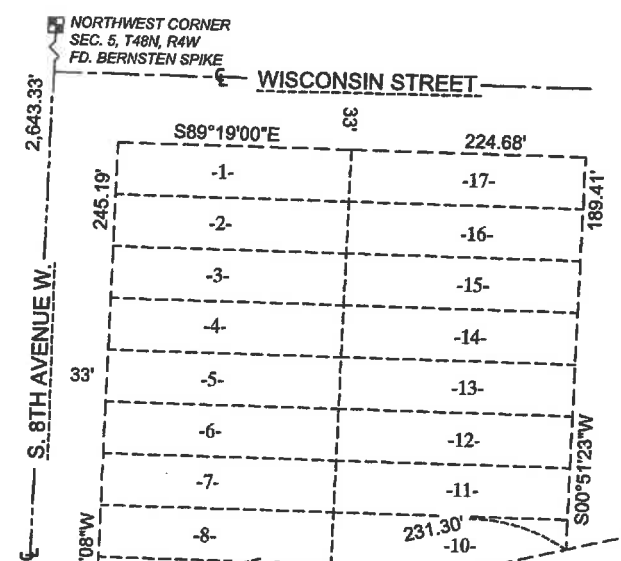 NORTHWEST CORNER
SEC. 5, T48N, R4W
FD. BERNSTEN SPIKE
WISCONSIN STREET
2,643.33'
33'
S89°19'00"E
224.68'
245.19'
189.41'
-1-
-17-
-2-
-16-
-3-
-15-
-4-
-14-
33'
-5-
-13-
S. 8TH AVENUE W.
-6-
-12-
S00°51'23"W
-7-
-11-
231.30'
-8-
-10-
'08"W